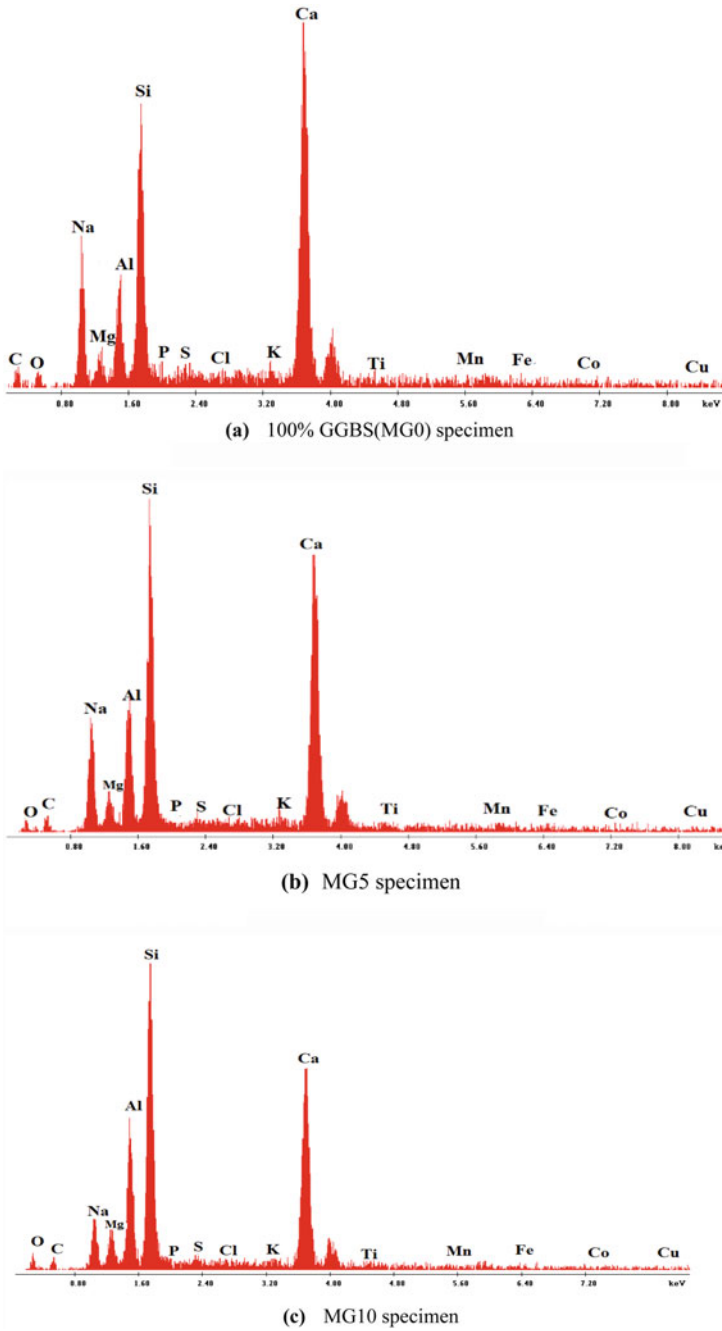 Ca
Si
Na
Al
Mg
C O P S Cl K Ti Mn Fe Co Cu
0.80 1.60 2.40 3.20 4.00 4.80 5.60 6.40 7.20 8.00 keV
(a) 100% GGBS(MG0) specimen
Si
Ca
Na Al
Mg
O C P S Cl K Ti Mn Fe Co Cu
0.80 1.60 2.40 3.20 4.00 4.80 5.60 6.40 7.20 8.00 ke
(b) MG5 specimen
Si
Ca
Al
Na Mg
O C P S Cl K Ti Mn Fe Co Cu
0.80 1.60 2.40 3.20 4.00 4.80 5.60 6.40 7.20 keV
(c) MG10 specimen